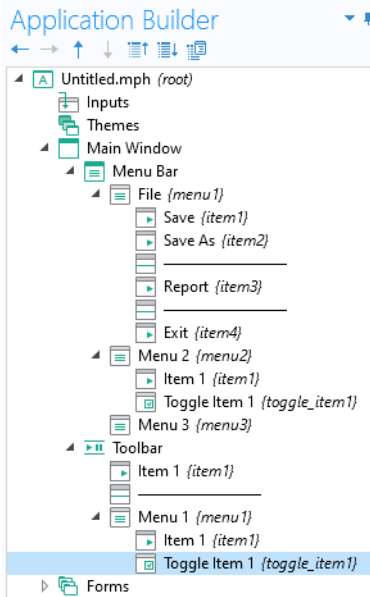 Application Builder
Untitled.mph (root)
Inputs
Themes
Main Window
Menu Bar
File {menu1}
Save {item1}
Save As {item2}
Report {item3}
Exit {item4}
Menu 2 {menu2}
Item 1 {item1}
Toggle Item 1 {toggle_item1}
Menu 3 {menu3}
Toolbar
Item 1 {item1}
Menu 1 {menu1}
Item 1 {item1}
Toggle Item 1 {toggle_item1}
Forms